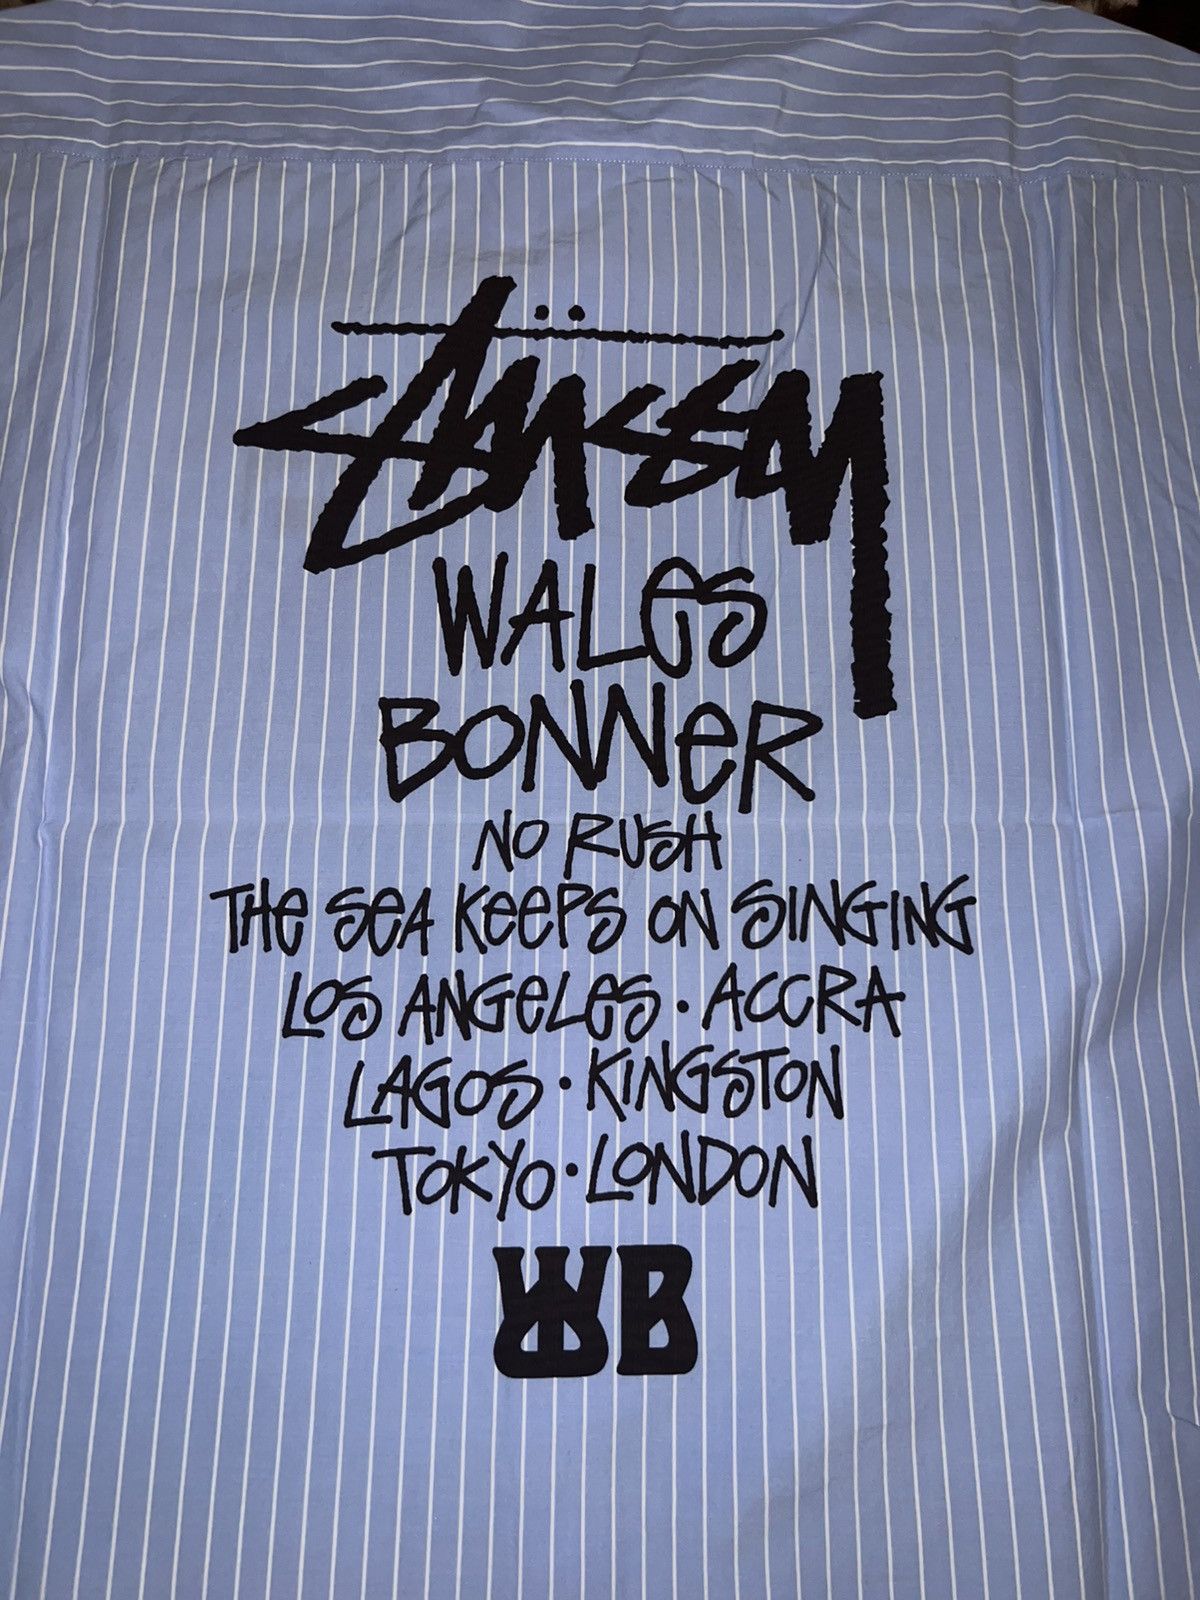 Stüssy
WALes
BONNeR
NO RUSH
THe SeA KeePS ON SINGING
LOS ANGeLeS · ACCRA
LAGOS · KINGSTON
TOKYO · LONDON
WB